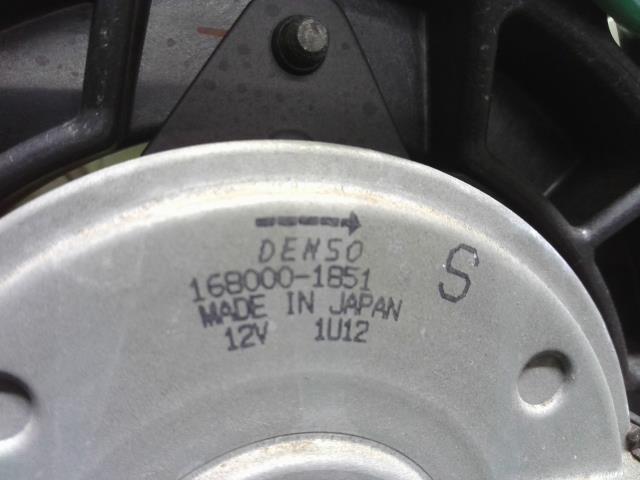 DENSO
168000-1851
MADE IN JAPAN
12V 1U12
S